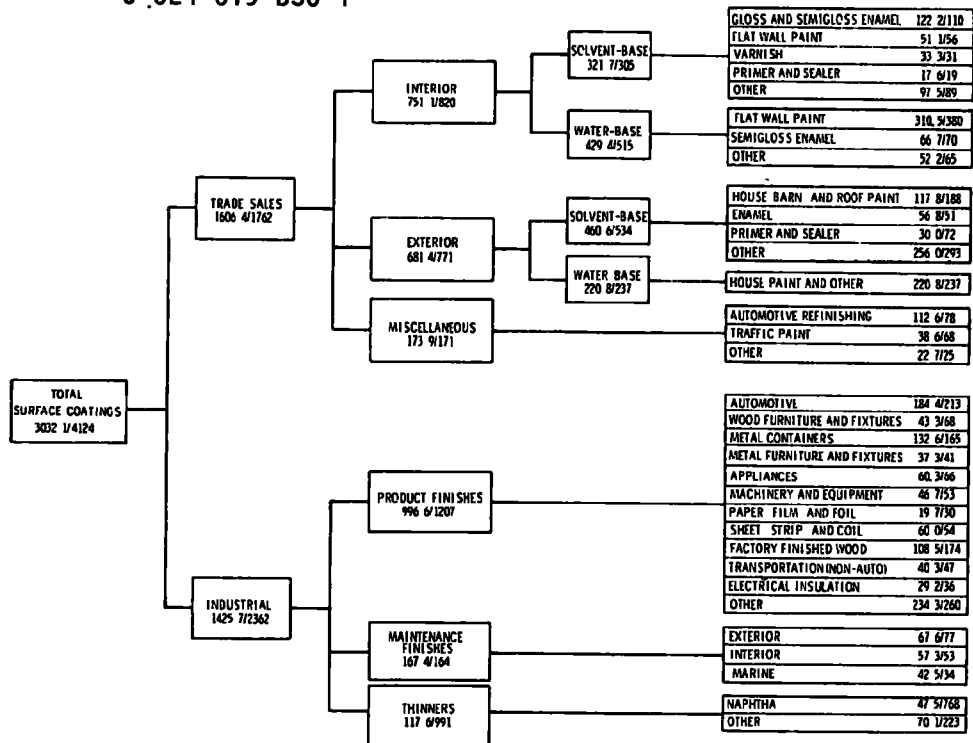 GLOSS AND SEMIGLOSS ENAMEL 122 2/110
FLAT WALL PAINT 51 1/56
VARNISH 33 3/31
PRIMER AND SEALER 17 6/19
OTHER 97 5/89
SOLVENT-BASE
321 7/305
INTERIOR
751 1/820
WATER-BASE
429 4/515
FLAT WALL PAINT 310.5/380
SEMIGLOSS ENAMEL 66 7/70
OTHER 52 2/65
TRADE SALES
1606 4/1762
HOUSE BARN AND ROOF PAINT 117 8/188
ENAMEL 56 8/51
PRIMER AND SEALER 30 0/72
OTHER 256 0/293
SOLVENT-BASE
460 6/534
EXTERIOR
681 4/771
WATER BASE
220 8/237
HOUSE PAINT AND OTHER 220 8/237
MISCELLANEOUS
173 9/171
AUTOMOTIVE REFINISHING 112 6/78
TRAFFIC PAINT 38 6/68
OTHER 22 7/25
TOTAL
SURFACE COATINGS
3032 1/4124
AUTOMOTIVE 184 4/213
WOOD FURNITURE AND FIXTURES 43 3/68
METAL CONTAINERS 132 6/165
METAL FURNITURE AND FIXTURES 37 3/41
APPLIANCES 60.3/66
MACHINERY AND EQUIPMENT 46 7/53
PAPER FILM AND FOIL 19 7/30
SHEET STRIP AND COIL 60 0/54
FACTORY FINISHED WOOD 108 5/174
TRANSPORTATION (NON-AUTO) 40 3/47
ELECTRICAL INSULATION 29 2/36
OTHER 234 3/260
PRODUCT FINISHES
996 6/1207
INDUSTRIAL
1425 7/2362
MAINTENANCE
FINISHES
167 4/164
EXTERIOR 67 6/77
INTERIOR 57 3/53
MARINE 42 5/34
THINNERS
117 6/991
NAPHTHA 47 5/768
OTHER 70 1/223